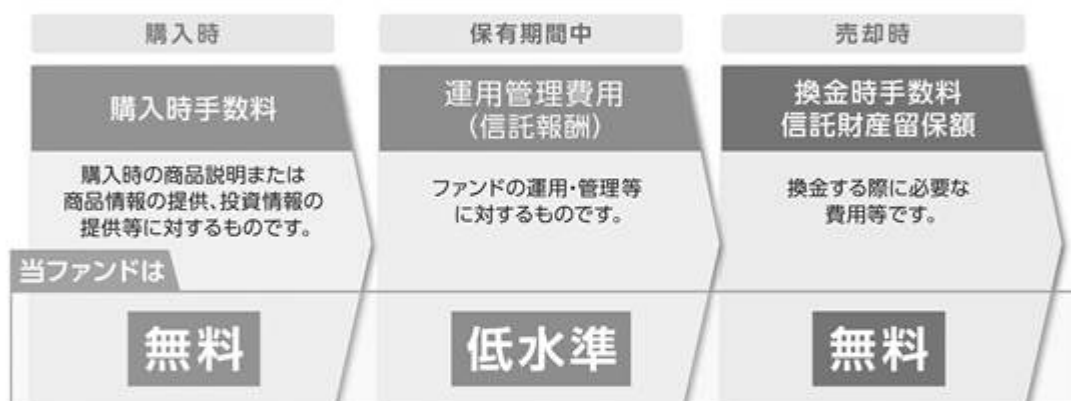 購入時
保有期間中
売却時
購入時手数料
運用管理費用
（信託報酬）
換金時手数料
信託財産留保額
購入時の商品説明または
商品情報の提供、投資情報の
提供等に対するものです。
ファンドの運用・管理等
に対するものです。
換金する際に必要な
費用等です。
当ファンドは
無料
低水準
無料